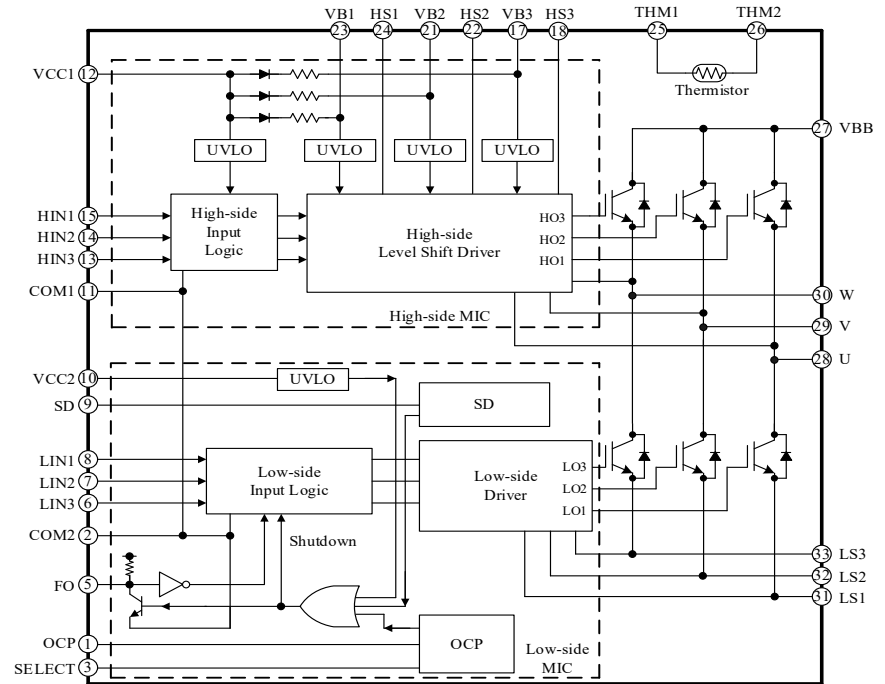 VB1 HS1 VB2 HS2 VB3 HS3 THM1 THM2
23 24 21 22 17 18 25 26
VCC1 12
Thermistor
27 VBB
UVLO UVLO UVLO UVLO
HIN1 15
HIN2 14
HIN3 13
High-side
Input
Logic
High-side
Level Shift Driver
HO3
HO2
HO1
COM1 11
30 W
High-side MIC
29 V
28 U
VCC2 10
UVLO
SD 9
SD
LIN1 8
LIN2 7
LIN3 6
Low-side
Input Logic
Low-side
Driver
LO3
LO2
LO1
COM2 2
Shutdown
33 LS3
FO 5
32 LS2
31 LS1
OCP 1
OCP
Low-side
MIC
SELECT 3